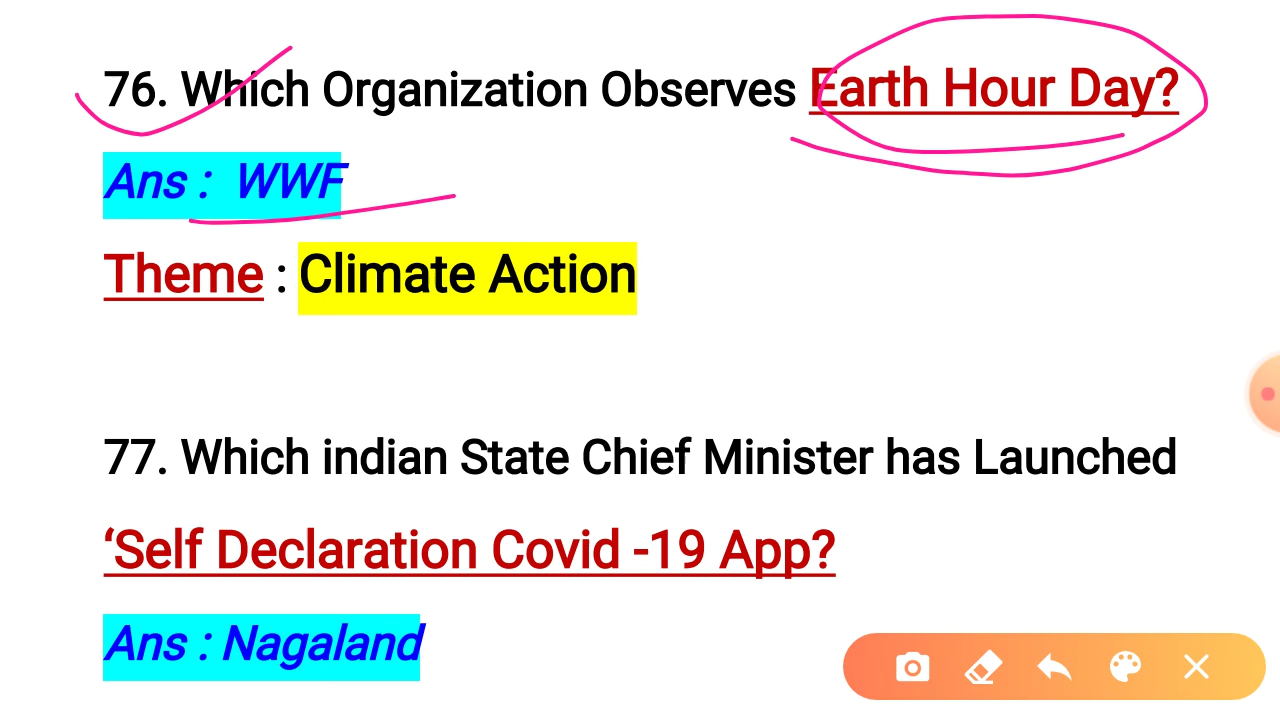 76. Which Organization Observes Earth Hour Day?
Ans : WWF
Theme : Climate Action
77. Which indian State Chief Minister has Launched
‘Self Declaration Covid -19 App?
Ans : Nagaland